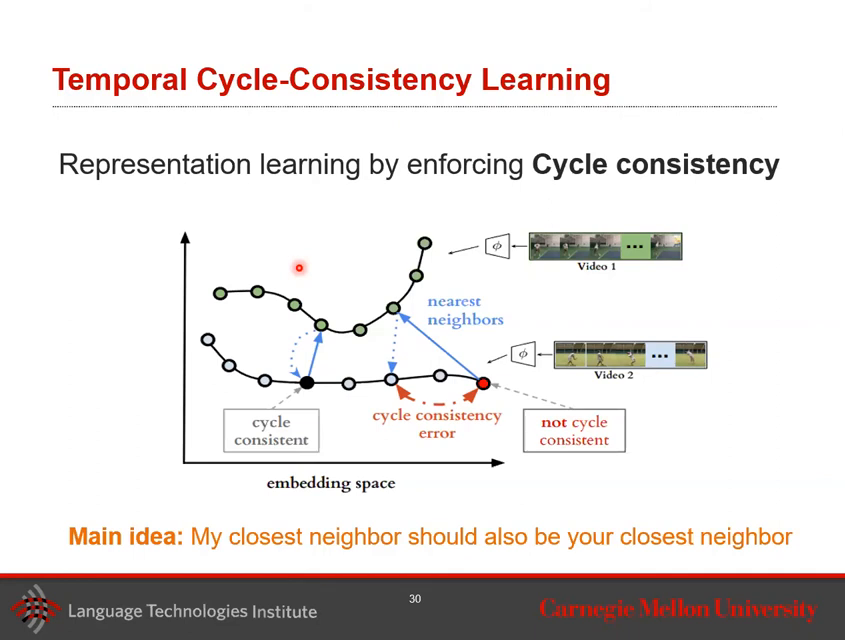 Temporal Cycle-Consistency Learning
Representation learning by enforcing Cycle consistency
ϕ
...
Video 1
nearest
neighbors
ϕ
...
Video 2
cycle
consistent
cycle consistency
error
not cycle
consistent
embedding space
Main idea: My closest neighbor should also be your closest neighbor
Language Technologies Institute
30
Carnegie Mellon University